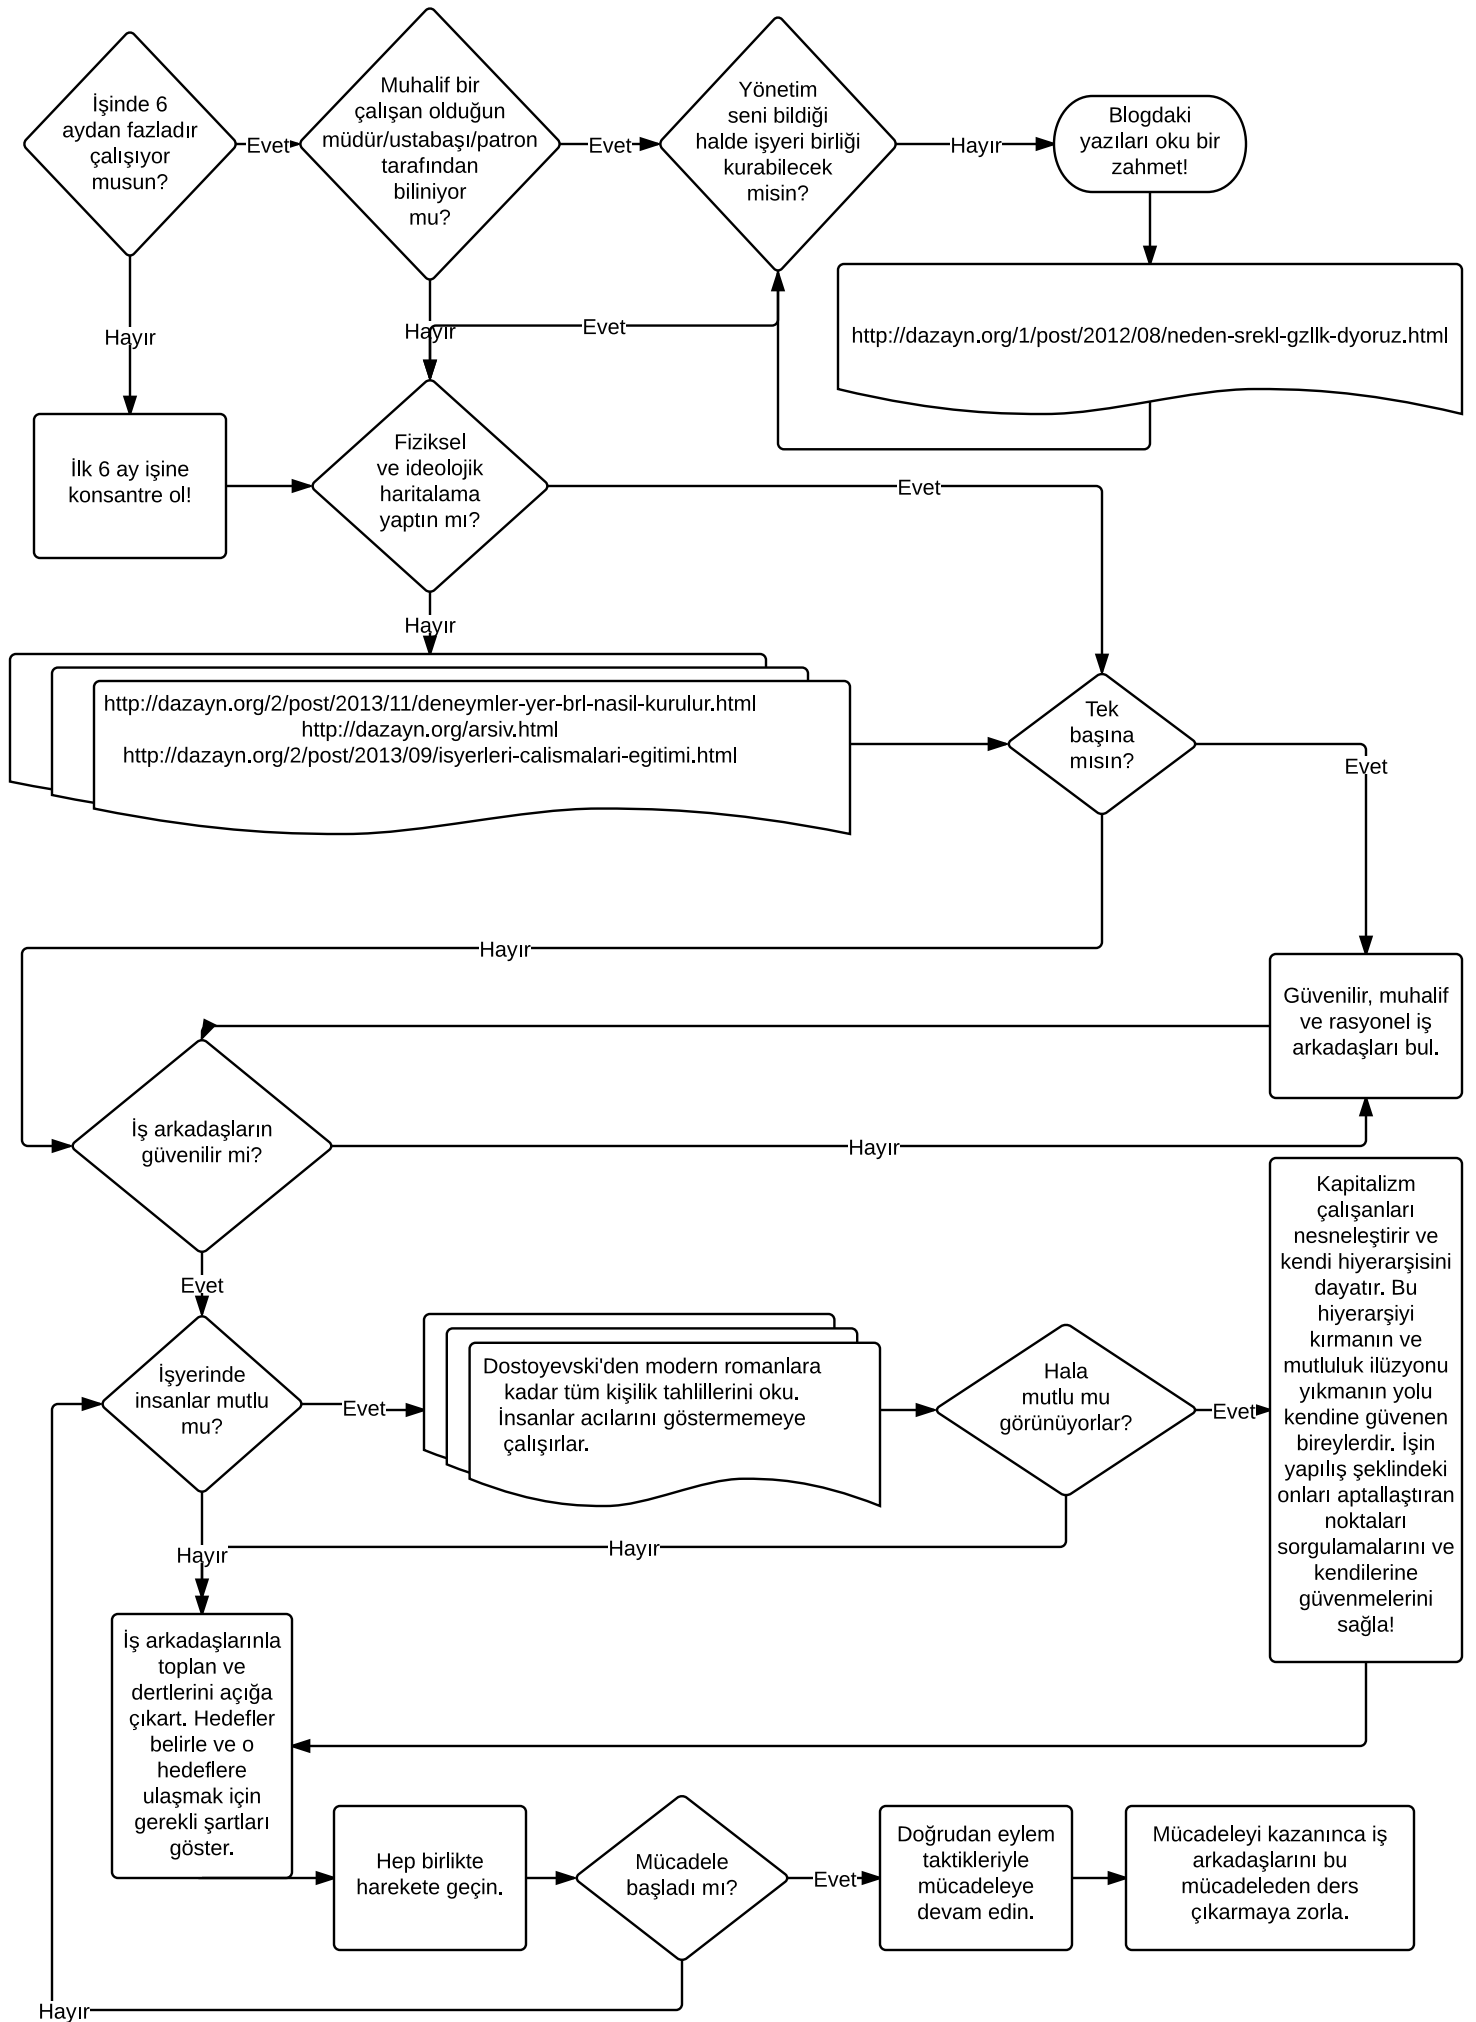 İşinde 6
aydan fazladır
çalışıyor
musun?
Evet
Muhalif bir
çalışan olduğun
müdür/ustabaşı/patron
tarafından
biliniyor
mu?
Evet
Yönetim
seni bildiği
halde işyeri birliği
kurabilecek
misin?
Hayır
Blogdaki
yazıları oku bir
zahmet!
Hayır
Hayır
Evet
http://dazayn.org/1/post/2012/08/neden-srekl-gzllk-dyoruz.html
İlk 6 ay işine
konsantre ol!
Fiziksel
ve ideolojik
haritalama
yaptın mı?
Evet
Hayır
http://dazayn.org/2/post/2013/11/deneymler-yer-brl-nasil-kurulur.html
http://dazayn.org/arsiv.html
http://dazayn.org/2/post/2013/09/isyerleri-calismalari-egitimi.html
Tek
başına
mısın?
Evet
Hayır
Güvenilir, muhalif
ve rasyonel iş
arkadaşları bul.
İş arkadaşların
güvenilir mi?
Hayır
Evet
İşyerinde
insanlar mutlu
mu?
Evet
Dostoyevski'den modern romanlara
kadar tüm kişilik tahlillerini oku.
İnsanlar acılarını göstermemeye
çalışırlar.
Hala
mutlu mu
görünüyorlar?
Evet
Kapitalizm
çalışanları
nesneleştirir ve
kendi hiyerarşisini
dayatır. Bu
hiyerarşiyi
kırmanın ve
mutluluk ilüzyonu
yıkmanın yolu
kendine güvenen
bireylerdir. İşin
yapılış şeklindeki
onları aptallaştıran
noktaları
sorgulamalarını ve
kendilerine
güvenmelerini
sağla!
Hayır
Hayır
İş arkadaşlarınla
toplan ve
dertlerini açığa
çıkart. Hedefler
belirle ve o
hedeflere
ulaşmak için
gerekli şartları
göster.
Hep birlikte
harekete geçin.
Mücadele
başladı mı?
Evet
Doğrudan eylem
taktikleriyle
mücadeleye
devam edin.
Mücadeleyi kazanınca iş
arkadaşlarını bu
mücadeleden ders
çıkarmaya zorla.
Hayır